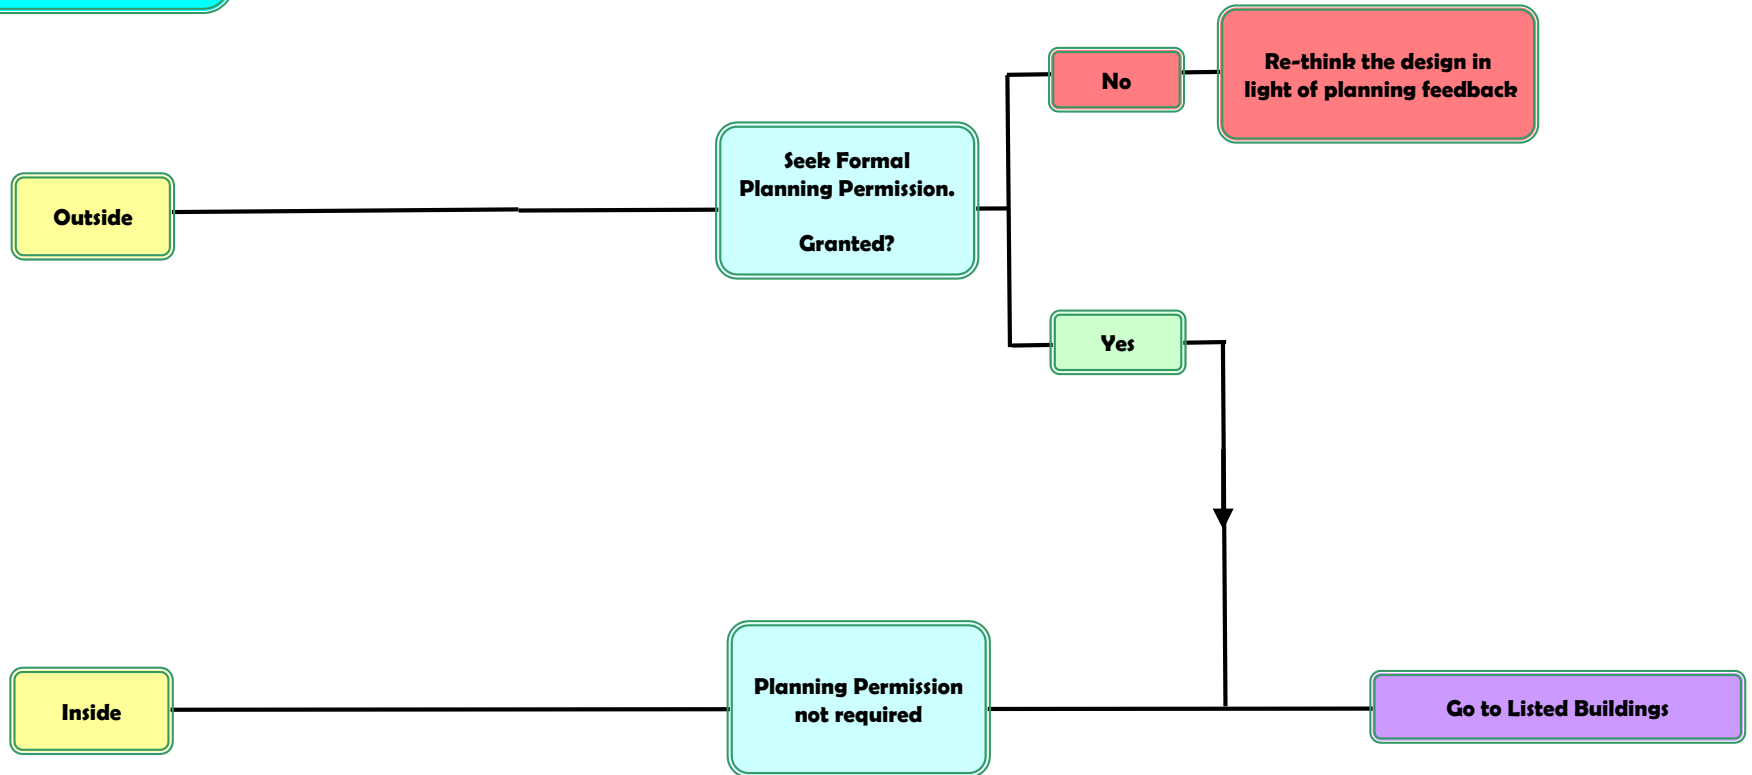 No
Re-think the design in
light of planning feedback
Seek Formal
Planning Permission.
Granted?
Outside
Yes
Planning Permission
not required
Inside
Go to Listed Buildings